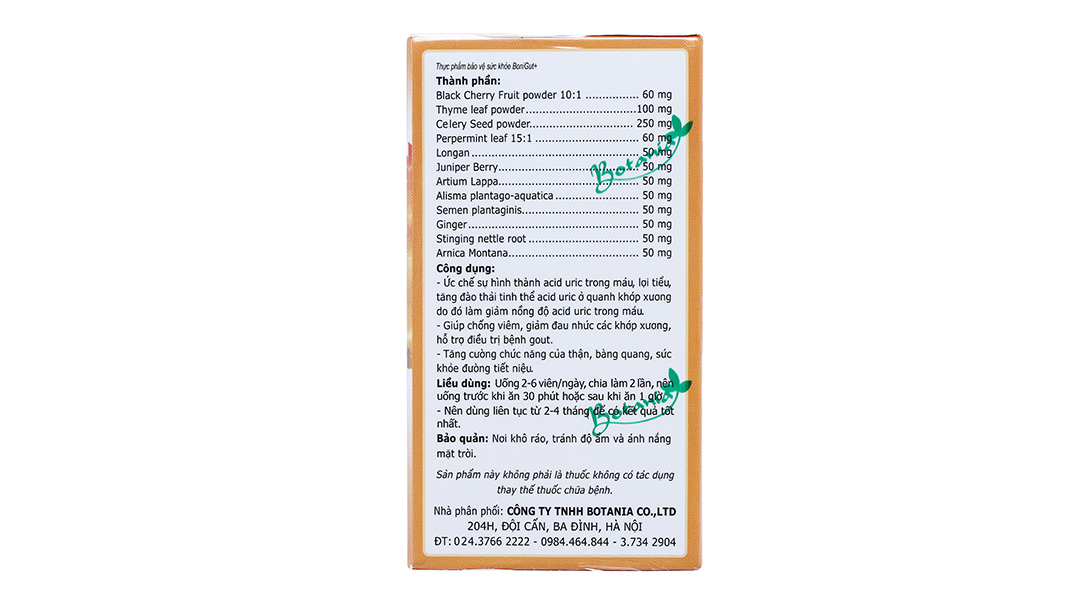 Thực phẩm bảo vệ sức khỏe BoniGut+
Thành phần:
Black Cherry Fruit powder 10:1 ................ 60 mg
Thyme leaf powder.................................100 mg
Celery Seed powder............................... 250 mg
Perpermint leaf 15:1 ............................... 60 mg
Longan.................................................. 50 mg
Juniper Berry.......................................... 50 mg
Artium Lappa.......................................... 50 mg
Alisma plantago-aquatica......................... 50 mg
Semen plantaginis................................... 50 mg
Ginger................................................... 50 mg
Stinging nettle root ................................. 50 mg
Arnica Montana....................................... 50 mg
Công dụng:
- Ức chế sự hình thành acid uric trong máu, lợi tiểu,
tăng đào thải tinh thể acid uric ở quanh khớp xương
do đó làm giảm nồng độ acid uric trong máu.
- Giúp chống viêm, giảm đau nhức các khớp xương,
hỗ trợ điều trị bệnh gout.
- Tăng cường chức năng của thận, bàng quang, sức
khỏe đường tiết niệu.
Liều dùng: Uống 2-6 viên/ngày, chia làm 2 lần, nên
uống trước khi ăn 30 phút hoặc sau khi ăn 1 giờ.
- Nên dùng liên tục từ 2-4 tháng để có kết quả tốt
nhất.
Bảo quản: Nơi khô ráo, tránh độ ẩm và ánh nắng
mặt trời.
Sản phẩm này không phải là thuốc không có tác dụng
thay thế thuốc chữa bệnh.
Nhà phân phối: CÔNG TY TNHH BOTANIA CO.,LTD
204H, ĐỘI CẤN, BA ĐÌNH, HÀ NỘI
ĐT: 024.3766 2222 - 0984.464.844 - 3.734 2904
Botania
Botania